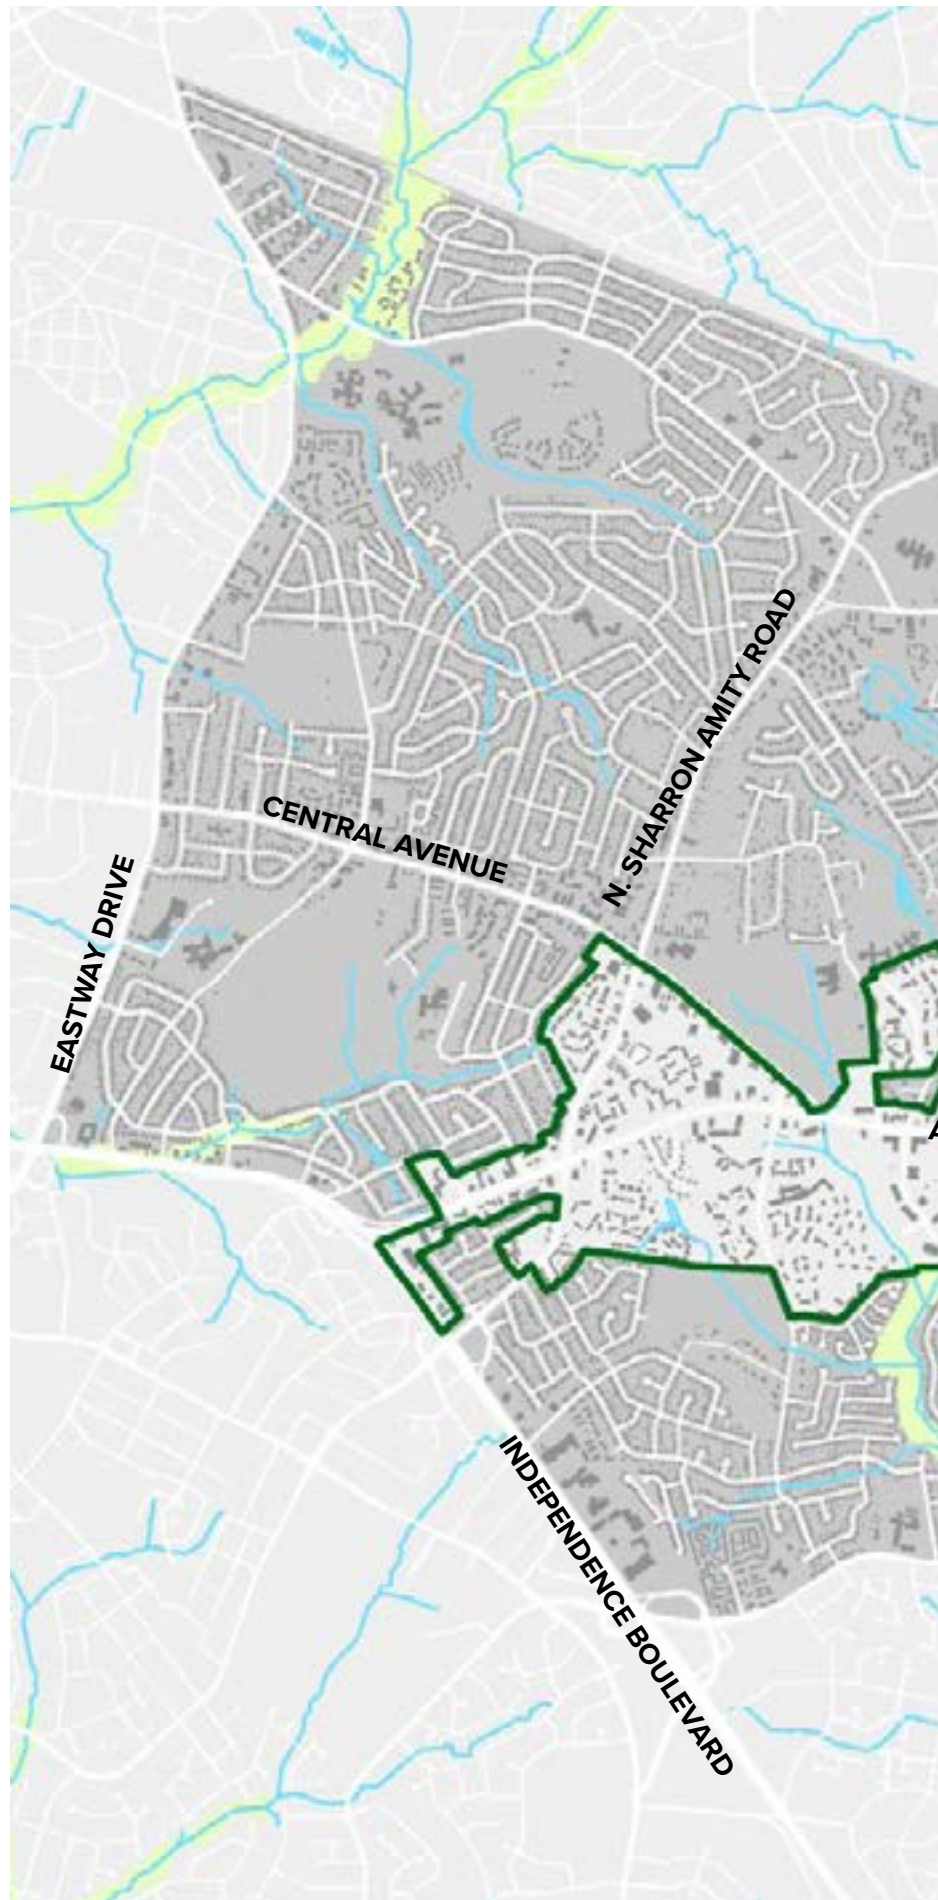 N. SHARRON AMITY ROAD
CENTRAL AVENUE
EASTWAY DRIVE
A
INDEPENDENCE BOULEVARD